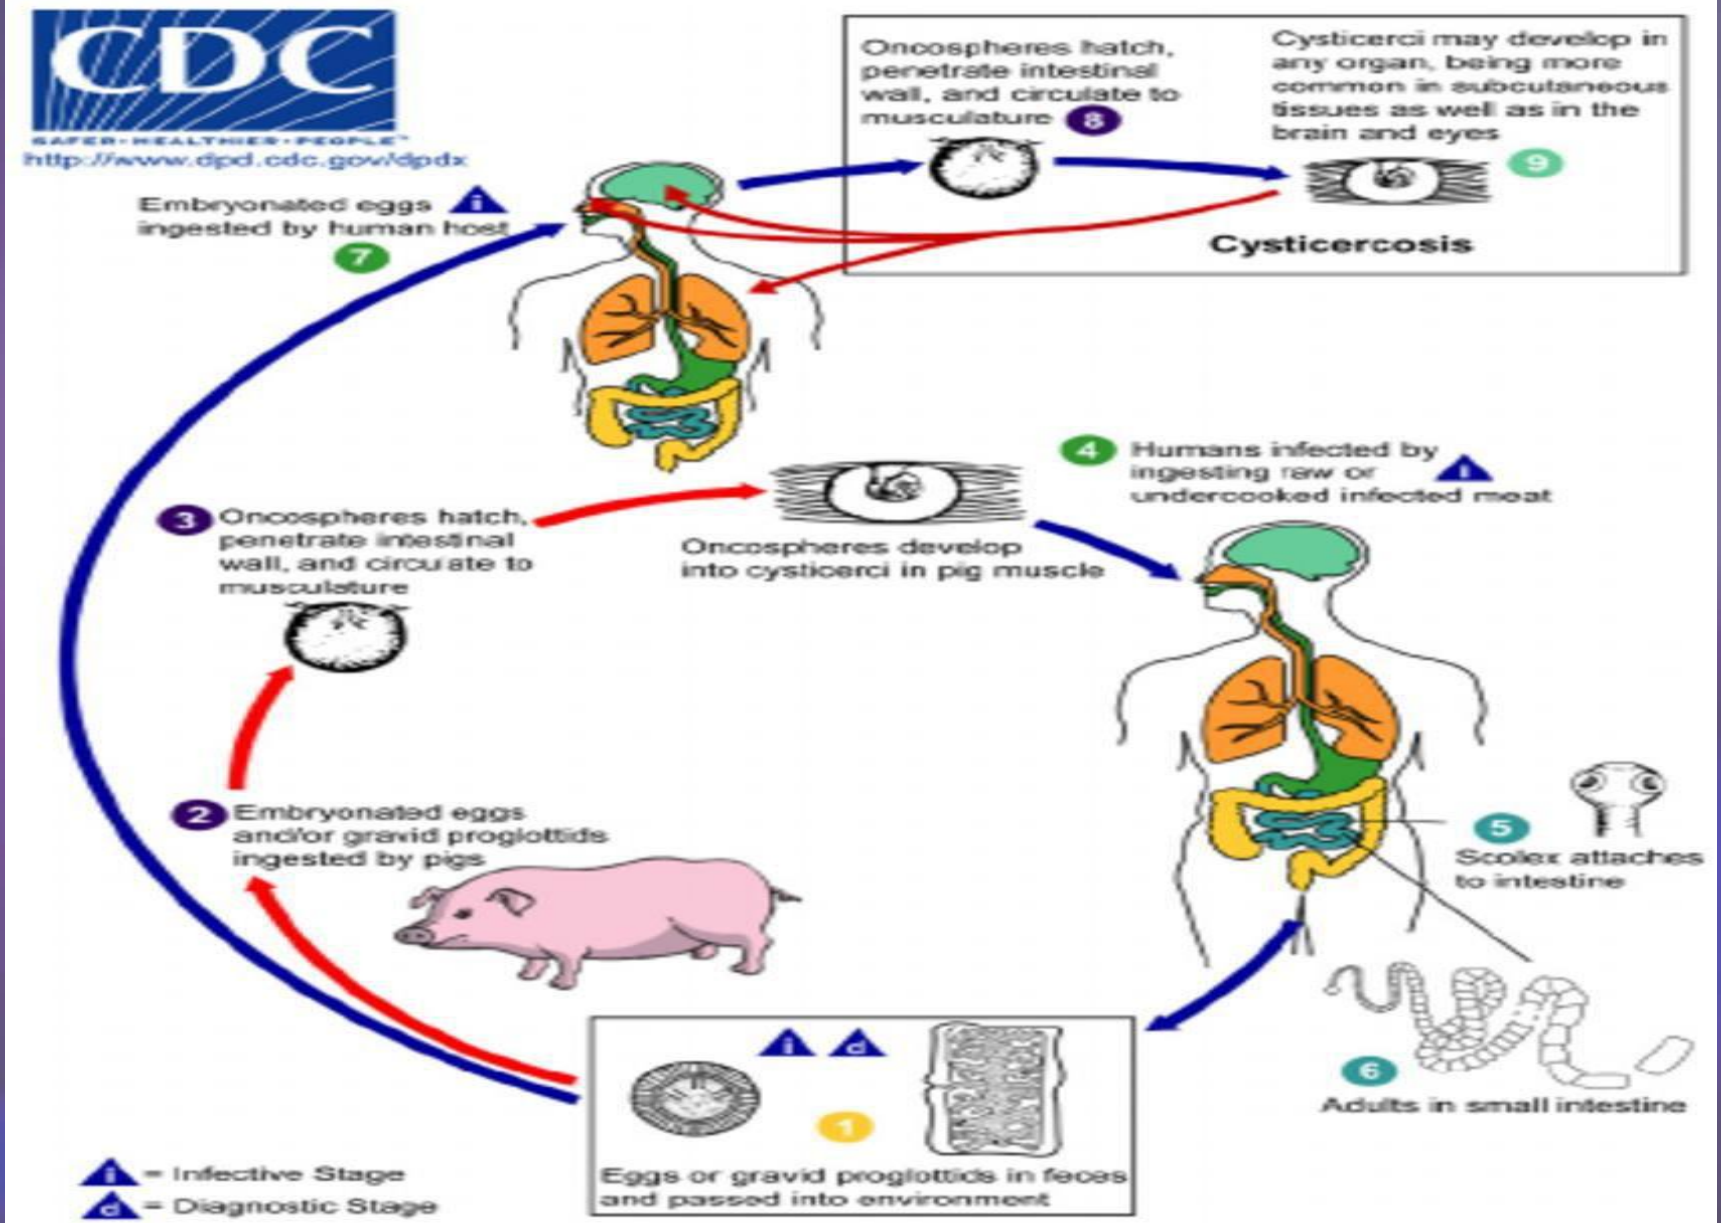 CDC
SAFER • HEALTHIER • PEOPLE™
http://www.dpd.cdc.gov/dpdx
Oncospheres hatch,
penetrate intestinal
wall, and circulate to
musculature 8
Cysticerci may develop in
any organ, being more
common in subcutaneous
tissues as well as in the
brain and eyes
9
Cysticercosis
Embryonated eggs i
ingested by human host
7
3 Oncospheres hatch,
penetrate intestinal
wall, and circulate to
musculature
Oncospheres develop
into cysticerci in pig muscle
4 Humans infected by
ingesting raw or i
undercooked infected meat
2 Embryonated eggs
and/or gravid proglottids
ingested by pigs
5
Scolex attaches
to intestine
6
Adults in small intestine
i d
1
Eggs or gravid proglottids in feces
and passed into environment
i = Infective Stage
d = Diagnostic Stage